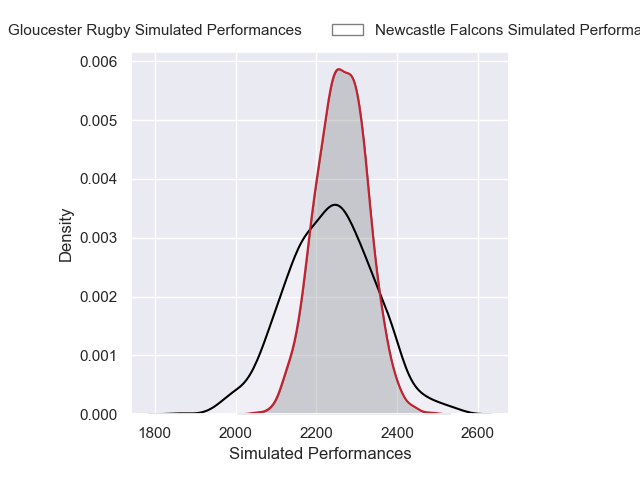 Gloucester Rugby Simulated Performances
Newcastle Falcons Simulated Performa
0.006
0.005
0.004
0.003
0.002
0.001
0.000
Density
1800 2000 2200 2400 2600
Simulated Performances